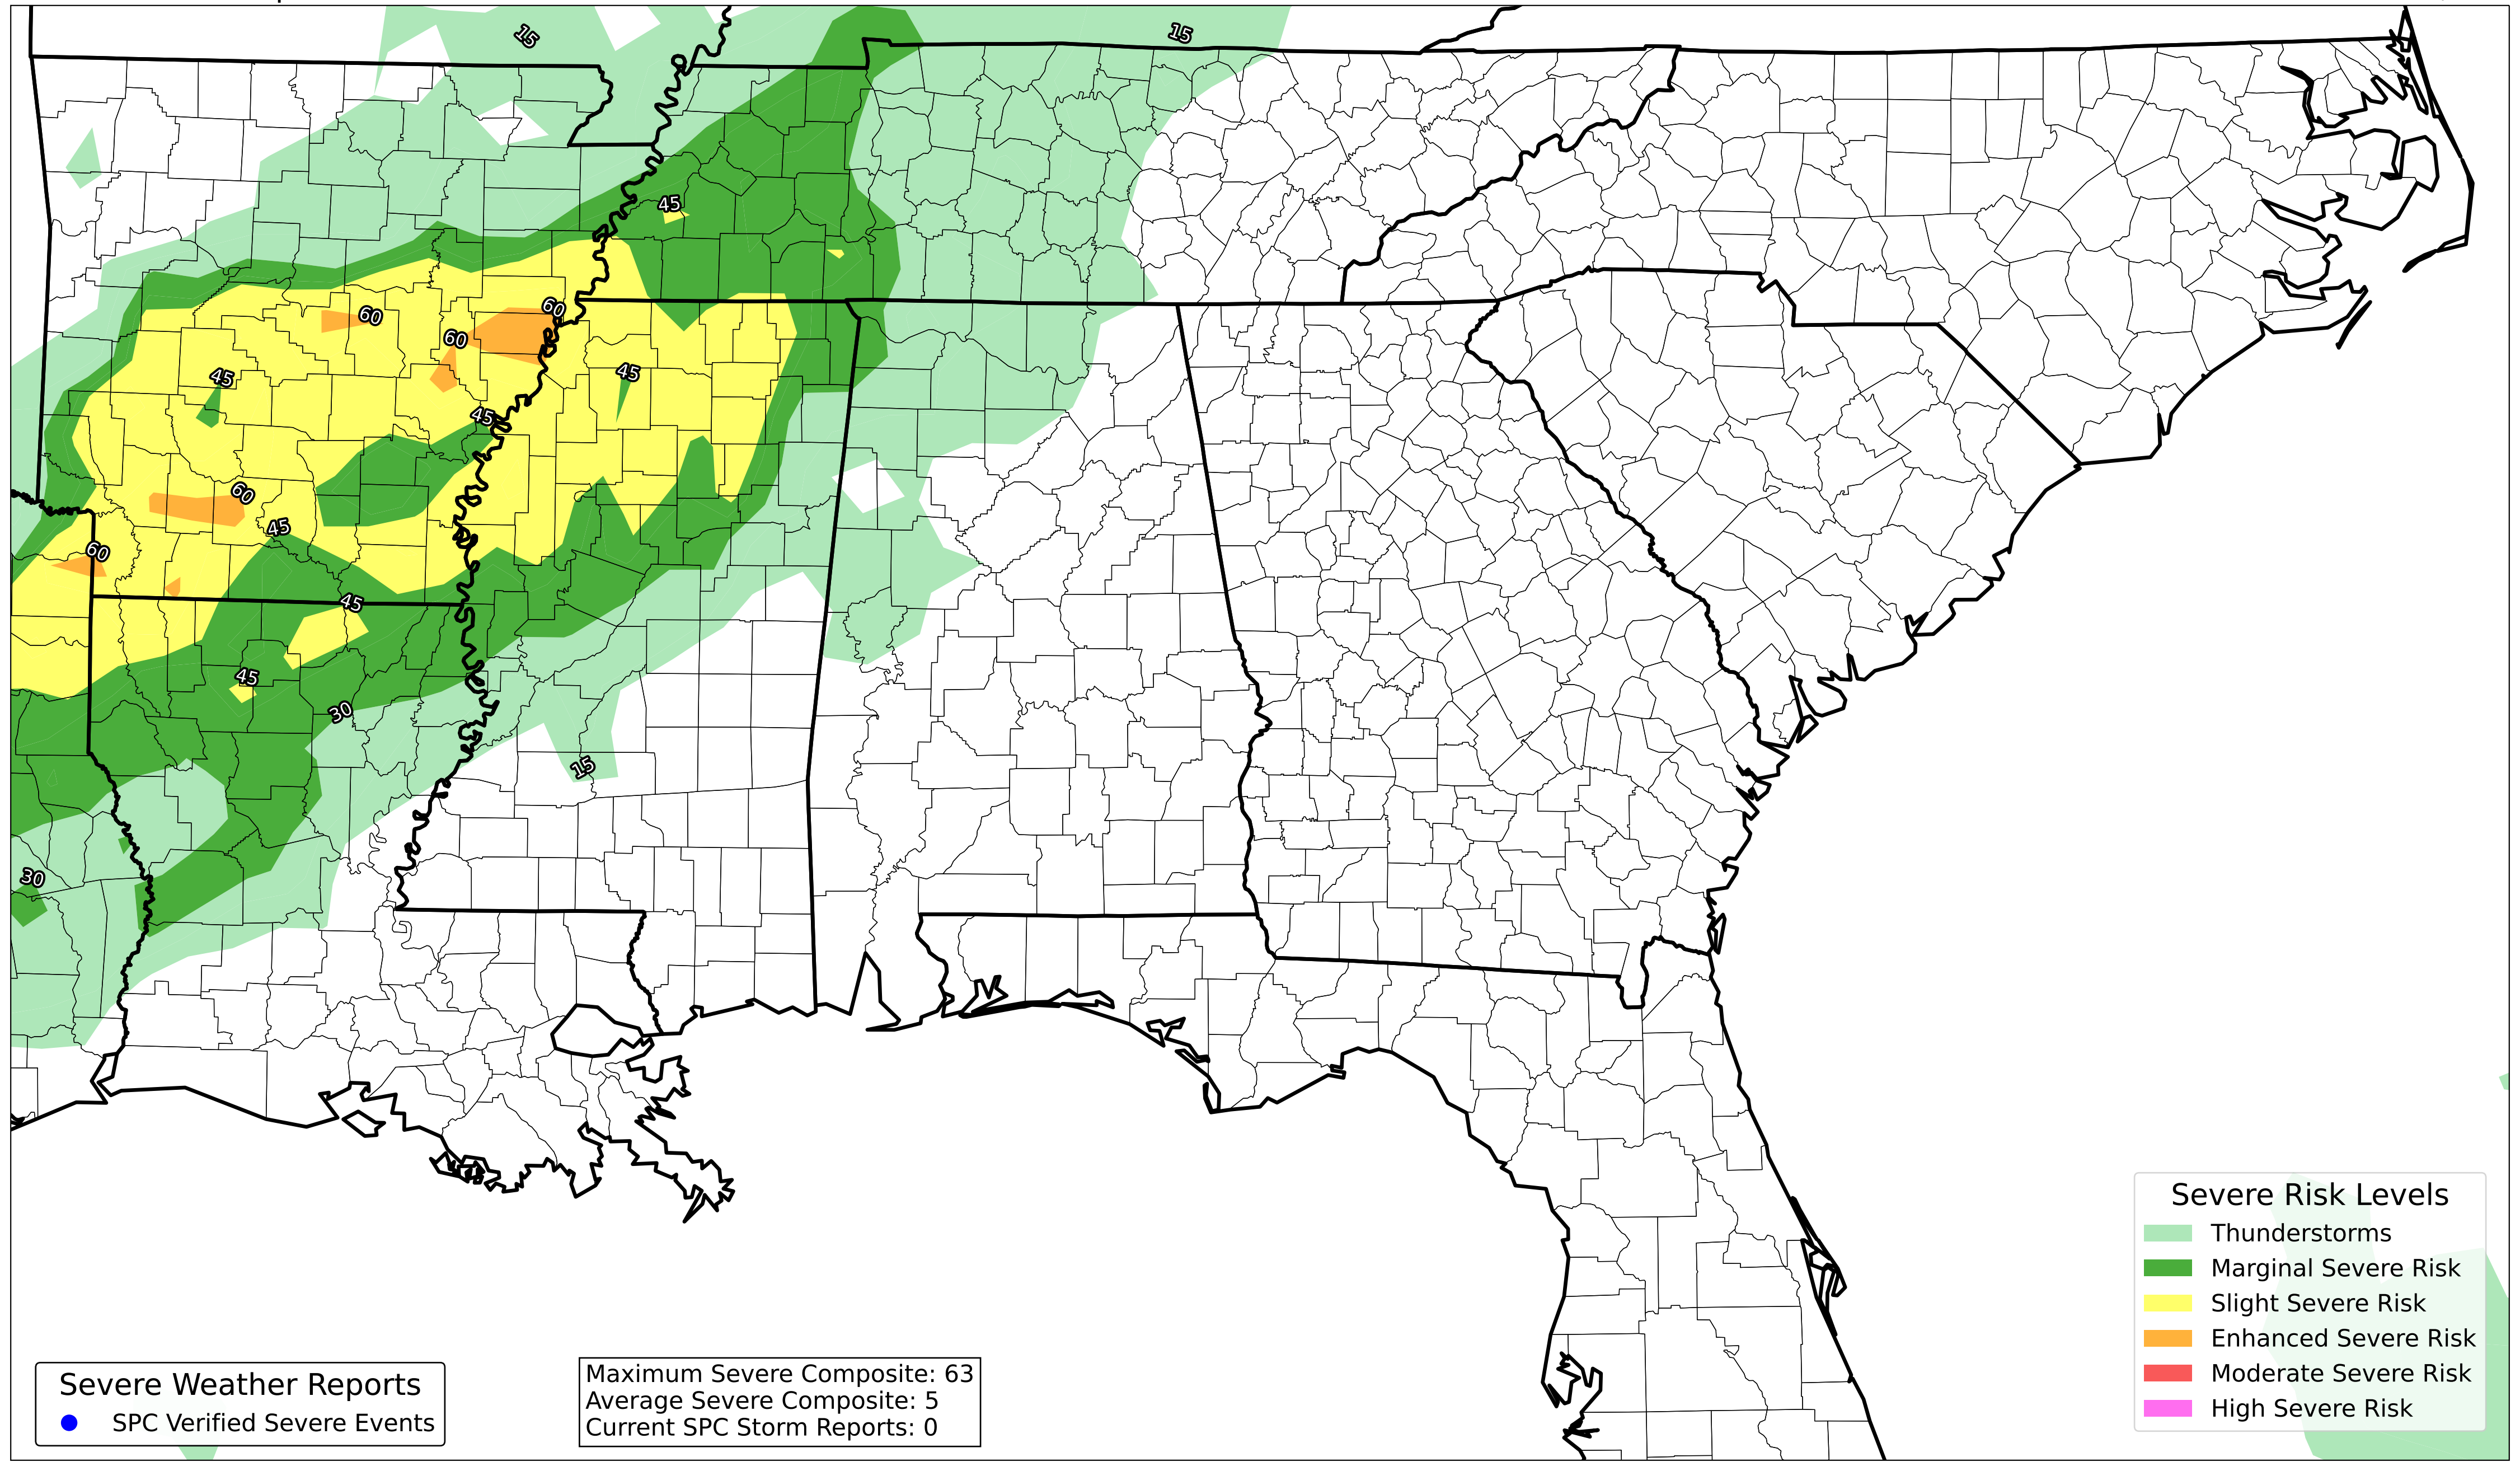 15
15
45
60
60
60
45
45
45
60
45
60
45
45
30
15
30
Severe Risk Levels
Thunderstorms
Marginal Severe Risk
Slight Severe Risk
Enhanced Severe Risk
Moderate Severe Risk
High Severe Risk
Severe Weather Reports
SPC Verified Severe Events
Maximum Severe Composite: 63
Average Severe Composite: 5
Current SPC Storm Reports: 0